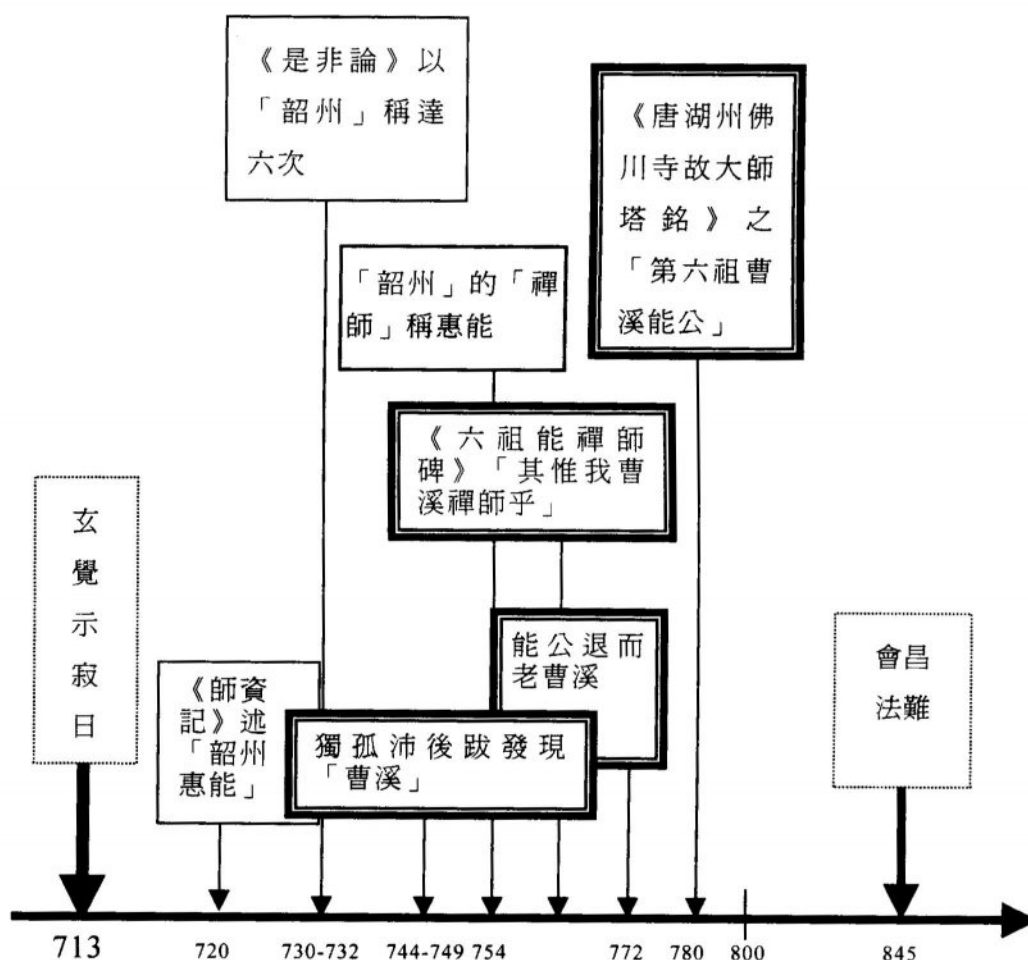 《是非論》以
「韶州」稱達
六次
《唐湖州佛
川寺故大師
塔銘》之
「第六祖曹
溪能公」
「韶州」的「禪
師」稱惠能
《六祖能禪師
碑》「其惟我曹
溪禪師乎」
玄
覺
示
寂
日
能公退而
老曹溪
會昌
法難
《師資
記》述
「韶州
惠能」
獨孤沛後跋發現
「曹溪」
713
720
730-732
744-749
754
772
780
800
845